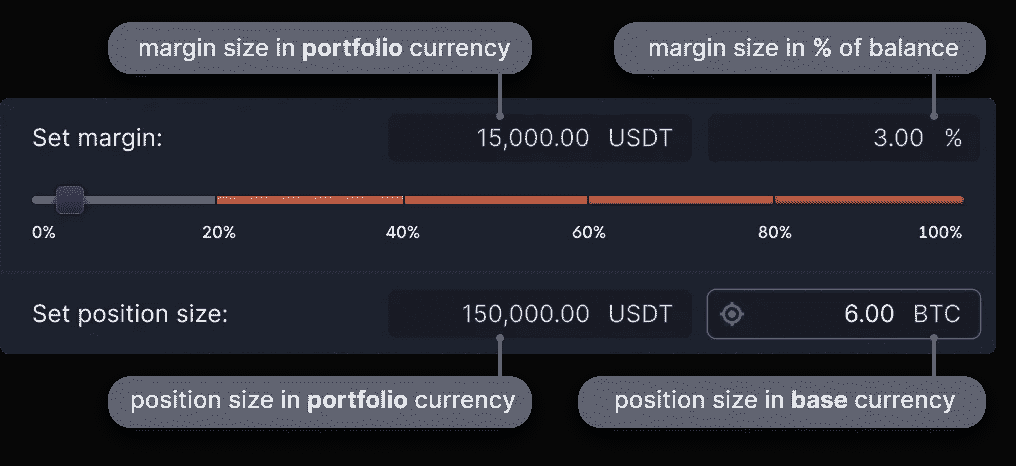 margin size in portfolio currency margin size in % of balance
Set margin: 15,000.00 USDT 3.00 %
0% 20% 40% 60% 80% 100%
Set position size: 150,000.00 USDT 6.00 BTC
position size in portfolio currency position size in base currency